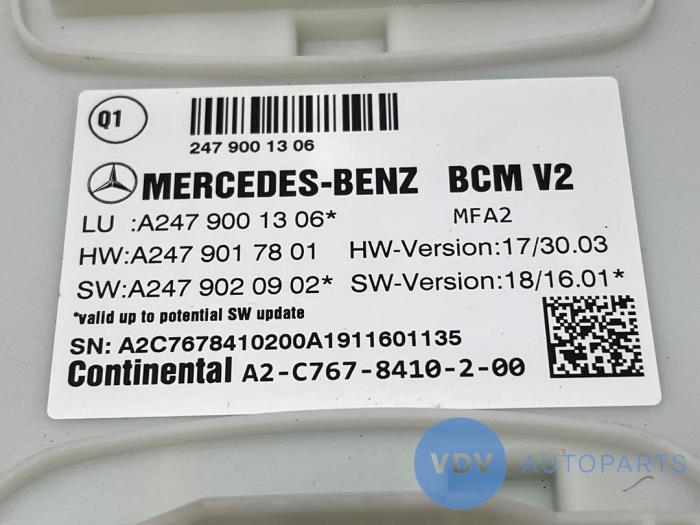 Q1
247 900 13 06
MERCEDES-BENZ BCM V2
LU :A247 900 13 06* MFA2
HW:A247 901 78 01 HW-Version:17/30.03
SW:A247 902 09 02* SW-Version:18/16.01*
*valid up to potential SW update
SN: A2C7678410200A1911601135
Continental A2-C767-8410-2-00
VDV AUTOPARTS